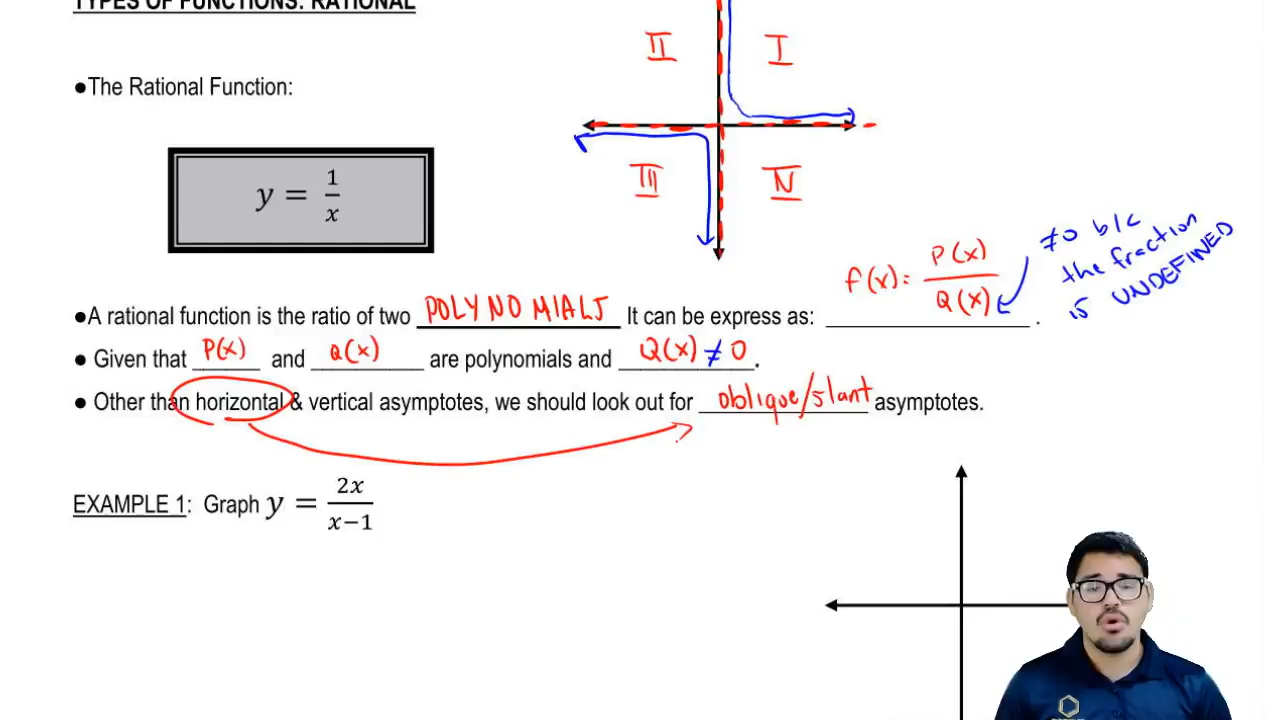 TYPES OF FUNCTIONS: RATIONAL
II I
●The Rational Function:
III IV
y = 1/x
≠0 b/c
the fraction
is UNDEFINED
f(x): P(x)/Q(x)
●A rational function is the ratio of two POLYNOMIALS It can be express as: ____________ .
● Given that P(x) and Q(x) are polynomials and Q(x) ≠ 0.
● Other than horizontal & vertical asymptotes, we should look out for oblique/slant asymptotes.
EXAMPLE 1: Graph y = 2x/x−1